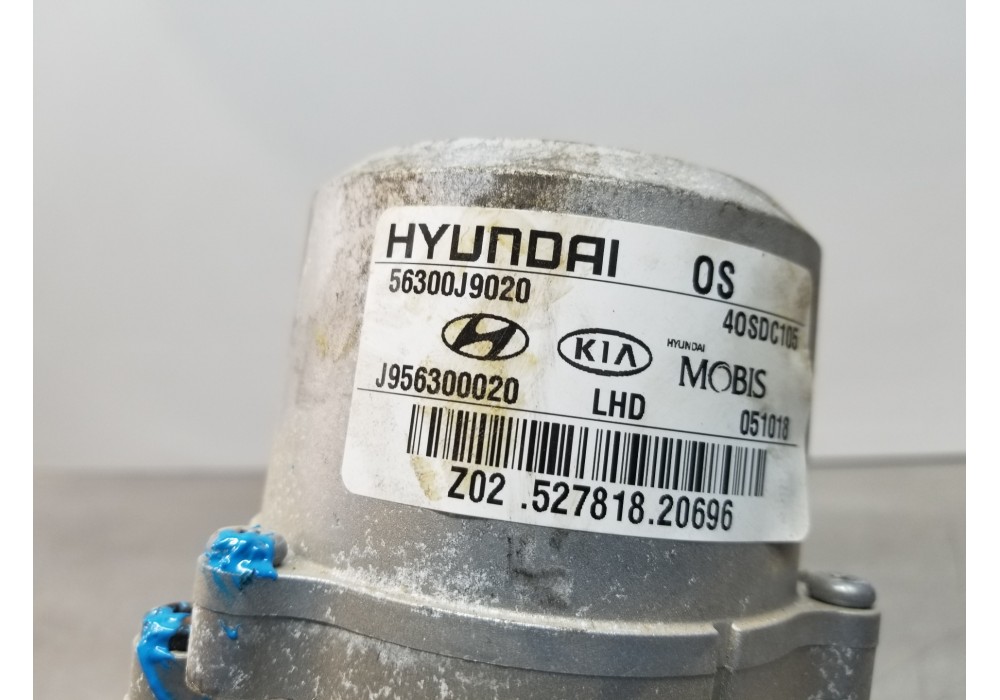 HYUNDAI OS
56300J9020 40SDC105
KIA HYUNDAI MOBIS
J956300020 LHD 051018
Z02 .527818.20696